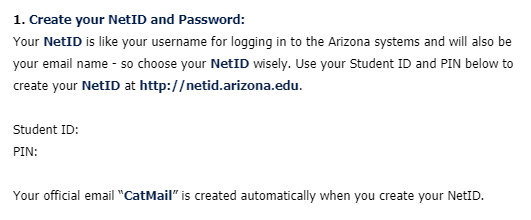 1. Create your NetID and Password:
Your NetID is like your username for logging in to the Arizona systems and will also be
your email name - so choose your NetID wisely. Use your Student ID and PIN below to
create your NetID at http://netid.arizona.edu.
Student ID:
PIN:
Your official email “CatMail” is created automatically when you create your NetID.